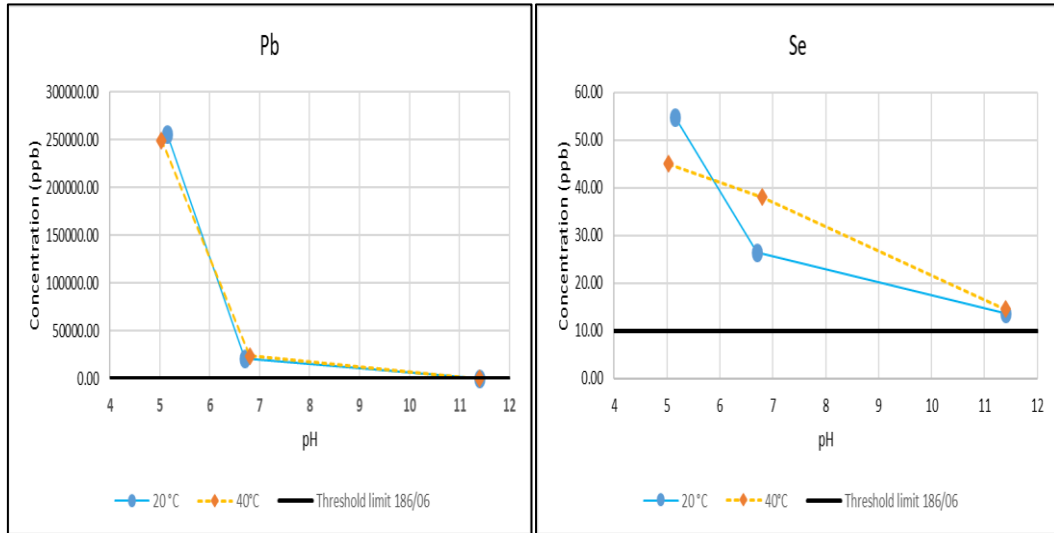 Pb
Concentration (ppb)
300000.00
250000.00
200000.00
150000.00
100000.00
50000.00
0.00
4 5 6 7 8 9 10 11 12
pH
20 °C 40°C Threshold limit 186/06
Se
Concentration (ppb)
60.00
50.00
40.00
30.00
20.00
10.00
0.00
4 5 6 7 8 9 10 11 12
pH
20 °C 40°C Threshold limit 186/06